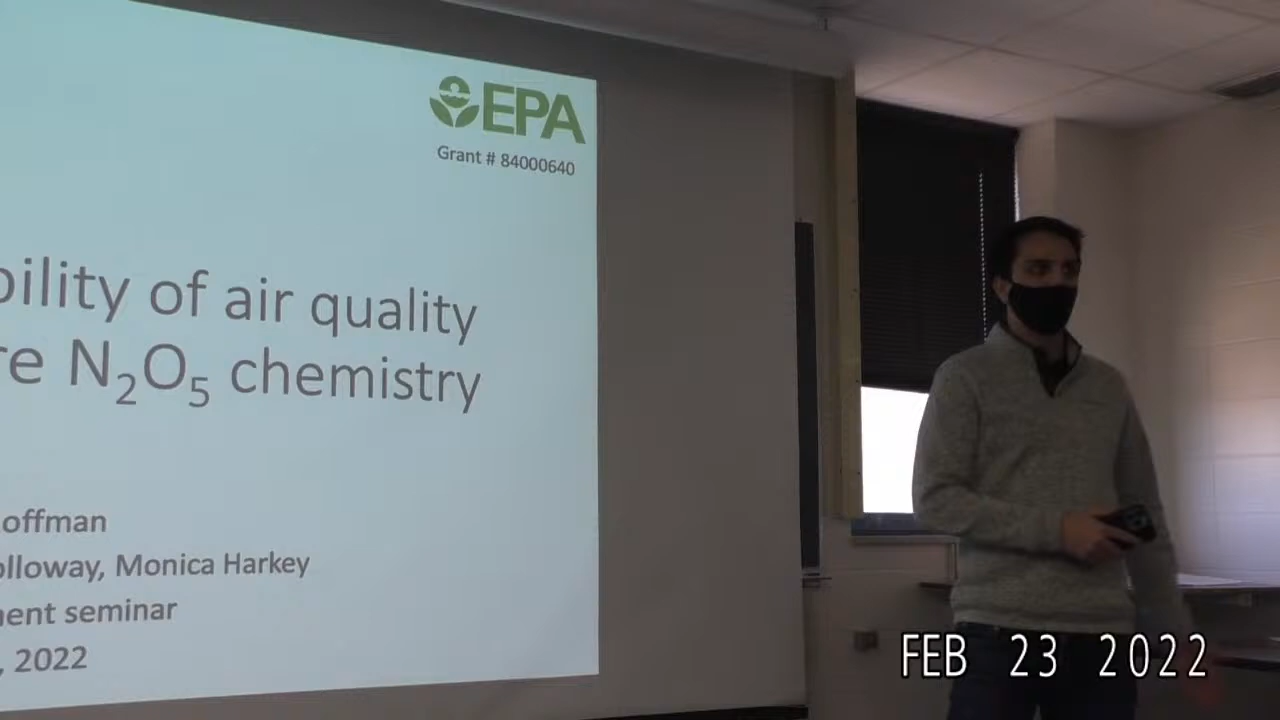 EPA
Grant # 84000640
bility of air quality
re N₂O₅ chemistry
offman
olloway, Monica Harkey
ent seminar
, 2022
FEB 23 2022